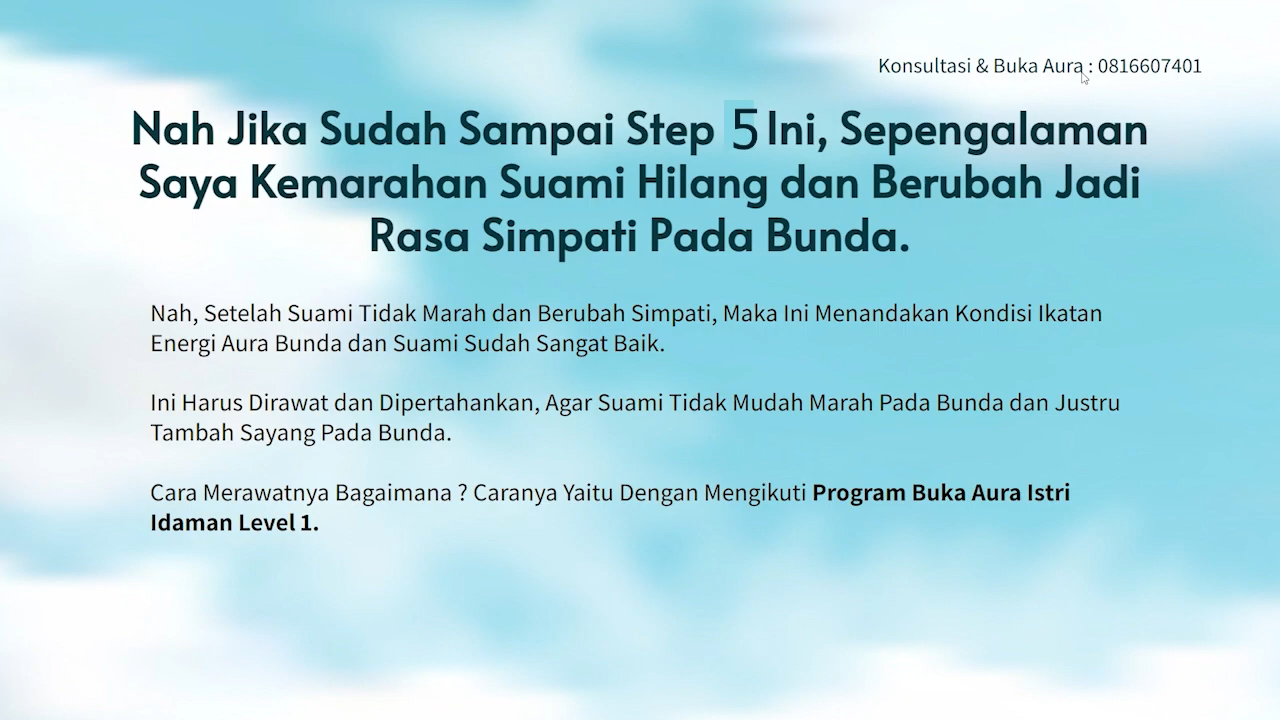 Konsultasi & Buka Aura : 0816607401
Nah Jika Sudah Sampai Step 5 Ini, Sepengalaman
Saya Kemarahan Suami Hilang dan Berubah Jadi
Rasa Simpati Pada Bunda.
Nah, Setelah Suami Tidak Marah dan Berubah Simpati, Maka Ini Menandakan Kondisi Ikatan
Energi Aura Bunda dan Suami Sudah Sangat Baik.
Ini Harus Dirawat dan Dipertahankan, Agar Suami Tidak Mudah Marah Pada Bunda dan Justru
Tambah Sayang Pada Bunda.
Cara Merawatnya Bagaimana ? Caranya Yaitu Dengan Mengikuti Program Buka Aura Istri
Idaman Level 1.